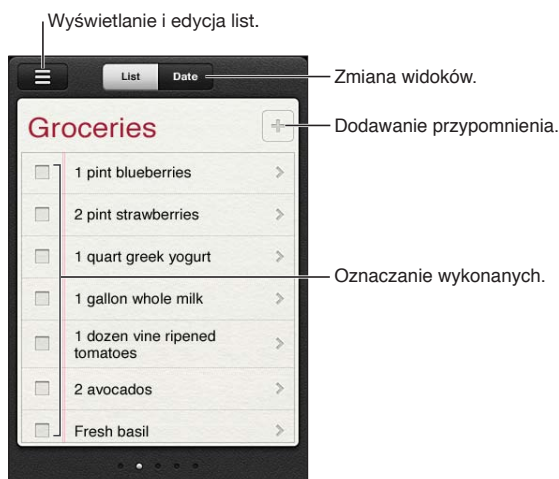 Wyświetlanie i edycja list.
List Date
Zmiana widoków.
Groceries
Dodawanie przypomnienia.
1 pint blueberries
2 pint strawberries
1 quart greek yogurt
Oznaczanie wykonanych.
1 gallon whole milk
1 dozen vine ripened
tomatoes
2 avocados
Fresh basil